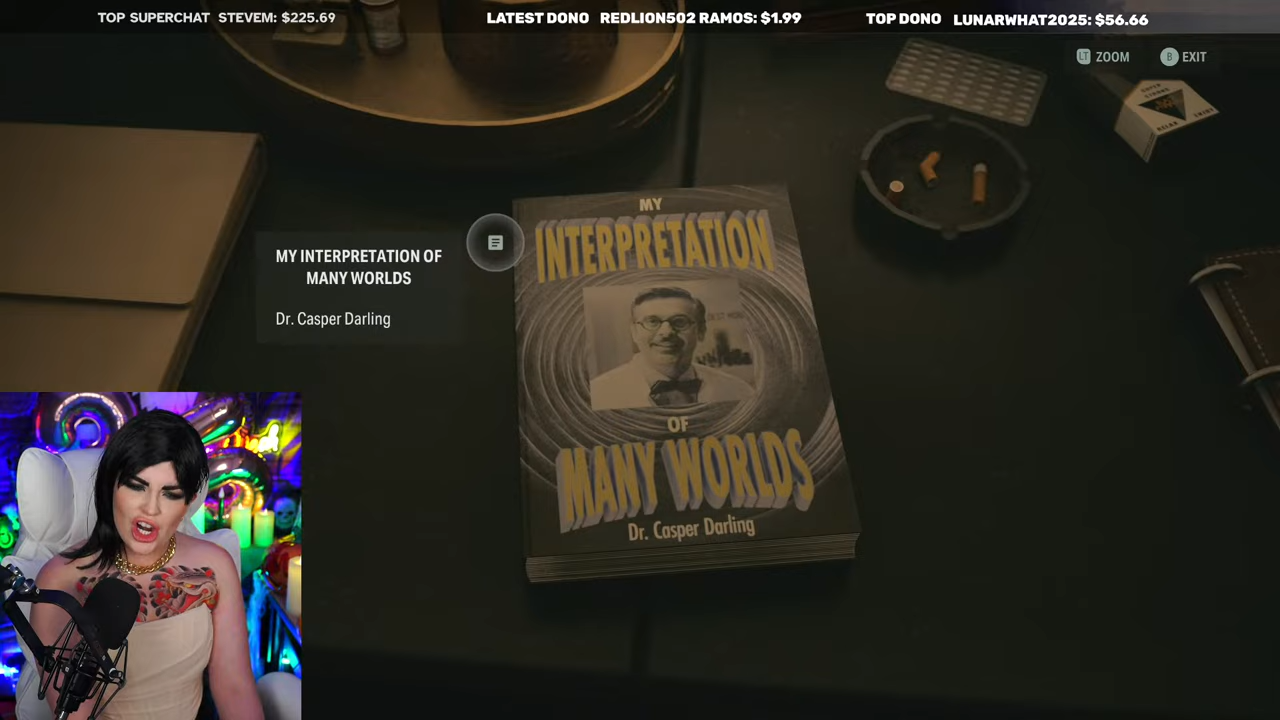 TOP SUPERCHAT STEVEM: $225.69
LATEST DONO REDLION502 RAMOS: $1.99
TOP DONO LUNARWHAT2025: $56.66
LT ZOOM
B EXIT
MY INTERPRETATION OF
MANY WORLDS
Dr. Casper Darling
MY
INTERPRETATION
OF
MANY WORLDS
Dr. Casper Darling